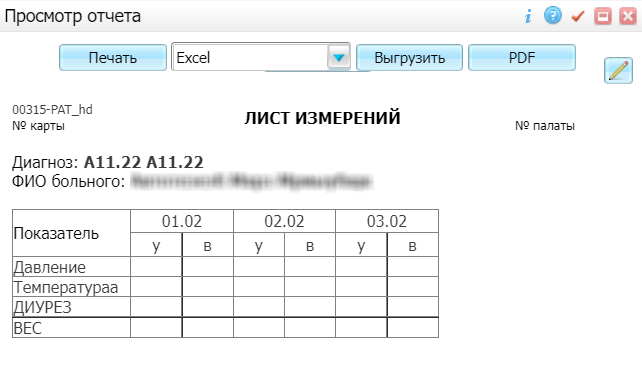 Просмотр отчета
Печать Excel Выгрузить PDF
00315-PAT_hd
№ карты
ЛИСТ ИЗМЕРЕНИЙ
№ палаты
Диагноз: A11.22 A11.22
ФИО больного:
Показатель 01.02 02.02 03.02
у в у в у в
Давление
Температураа
ДИУРЕЗ
ВЕС